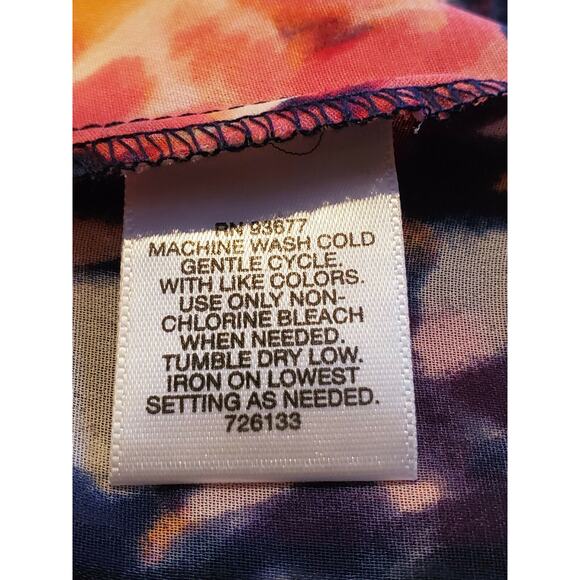 RN 93677
MACHINE WASH COLD
GENTLE CYCLE.
WITH LIKE COLORS.
USE ONLY NON-
CHLORINE BLEACH
WHEN NEEDED.
TUMBLE DRY LOW.
IRON ON LOWEST
SETTING AS NEEDED.
726133